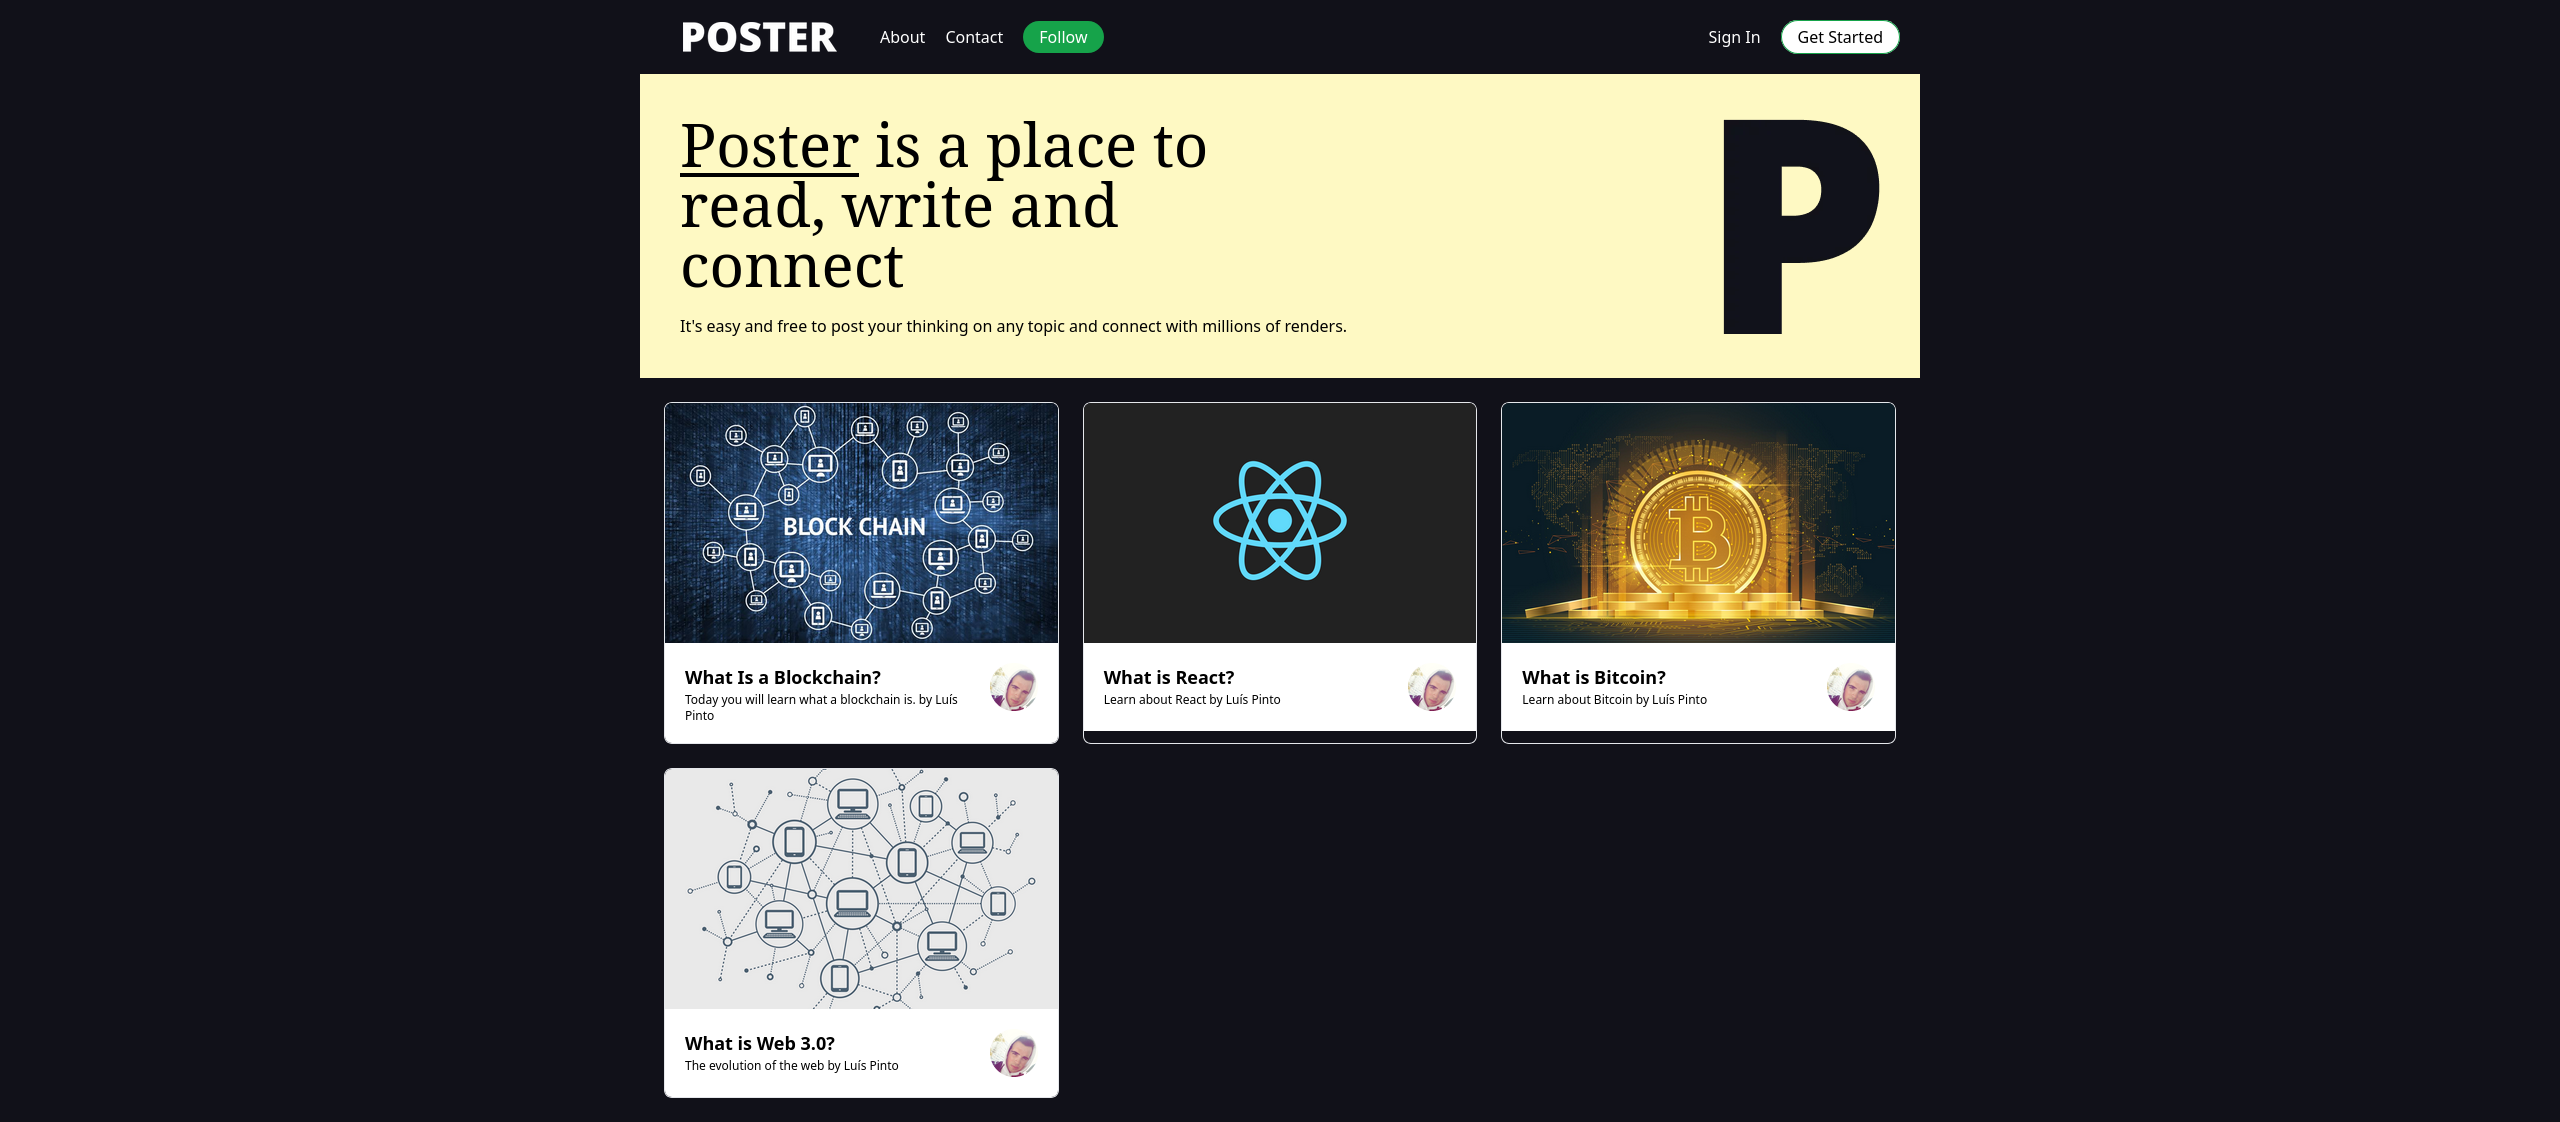 POSTER
About
Contact
Follow
Sign In
Get Started
Poster is a place to
read, write and
connect
It's easy and free to post your thinking on any topic and connect with millions of renders.
P
BLOCK CHAIN
What Is a Blockchain?
Today you will learn what a blockchain is. by Luís
Pinto
What is React?
Learn about React by Luís Pinto
What is Bitcoin?
Learn about Bitcoin by Luís Pinto
What is Web 3.0?
The evolution of the web by Luís Pinto